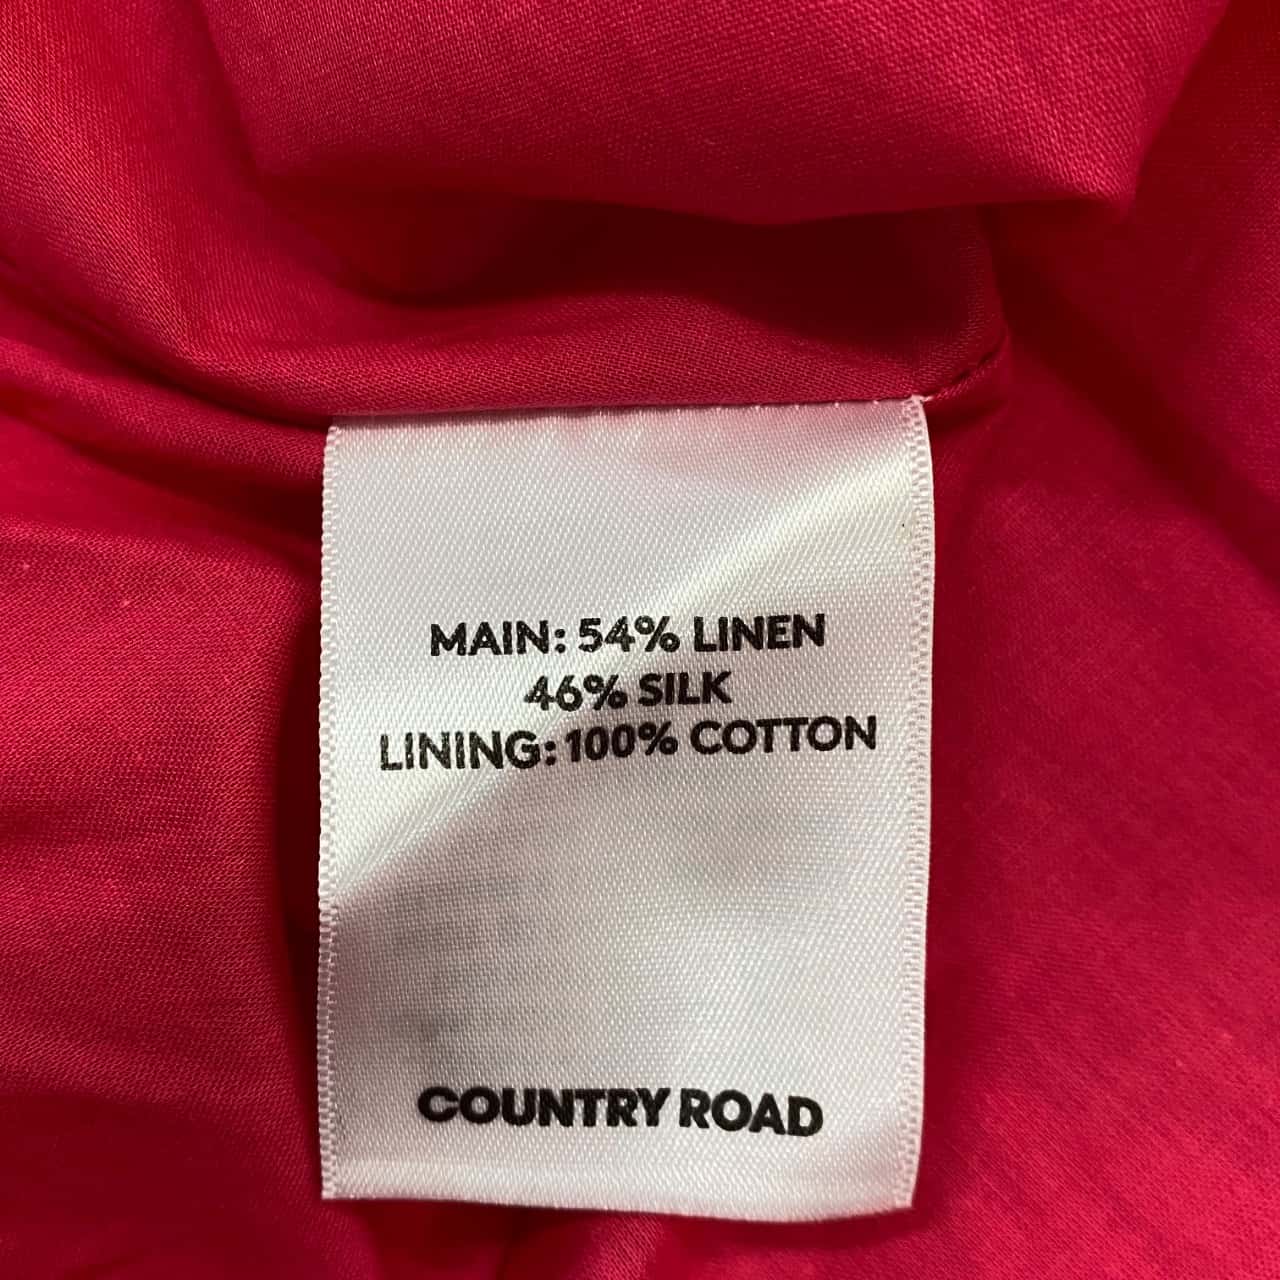 MAIN: 54% LINEN
46% SILK
LINING: 100% COTTON
COUNTRY ROAD